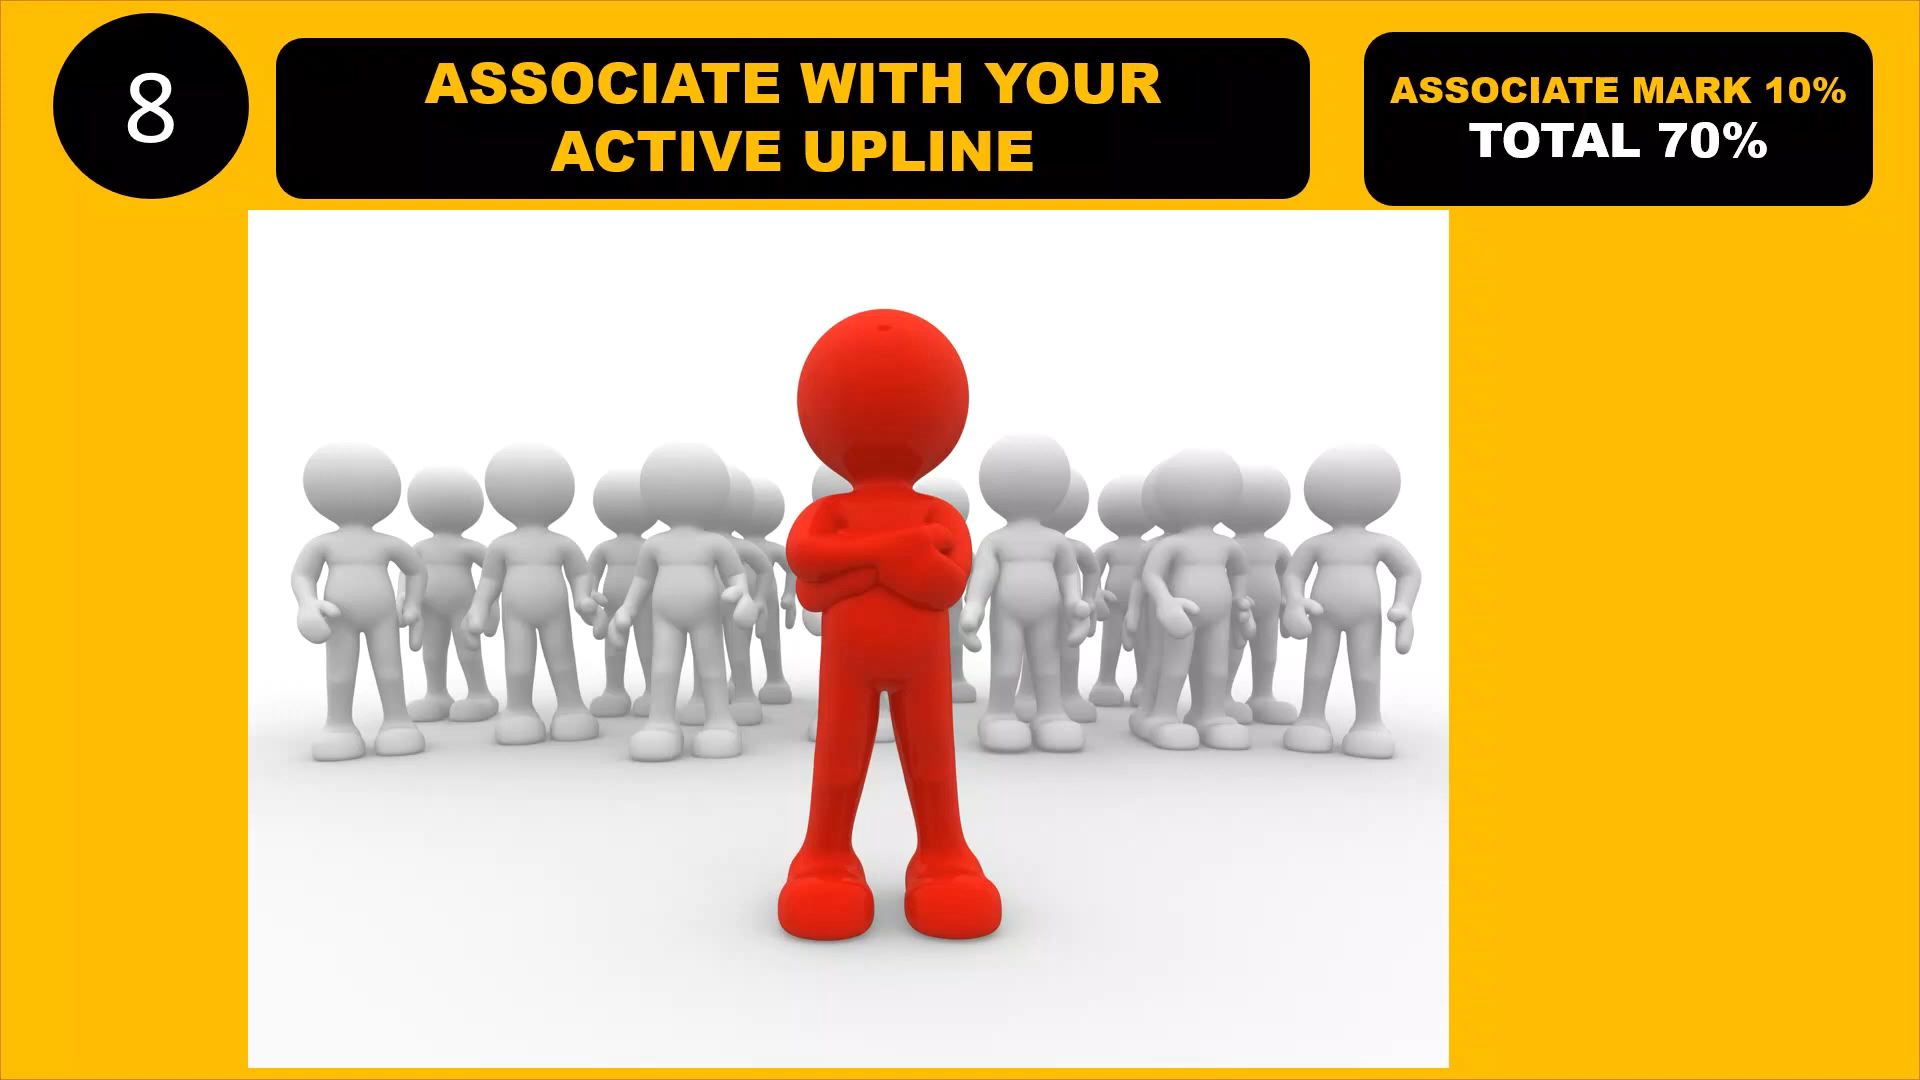 8
ASSOCIATE WITH YOUR
ACTIVE UPLINE
ASSOCIATE MARK 10%
TOTAL 70%